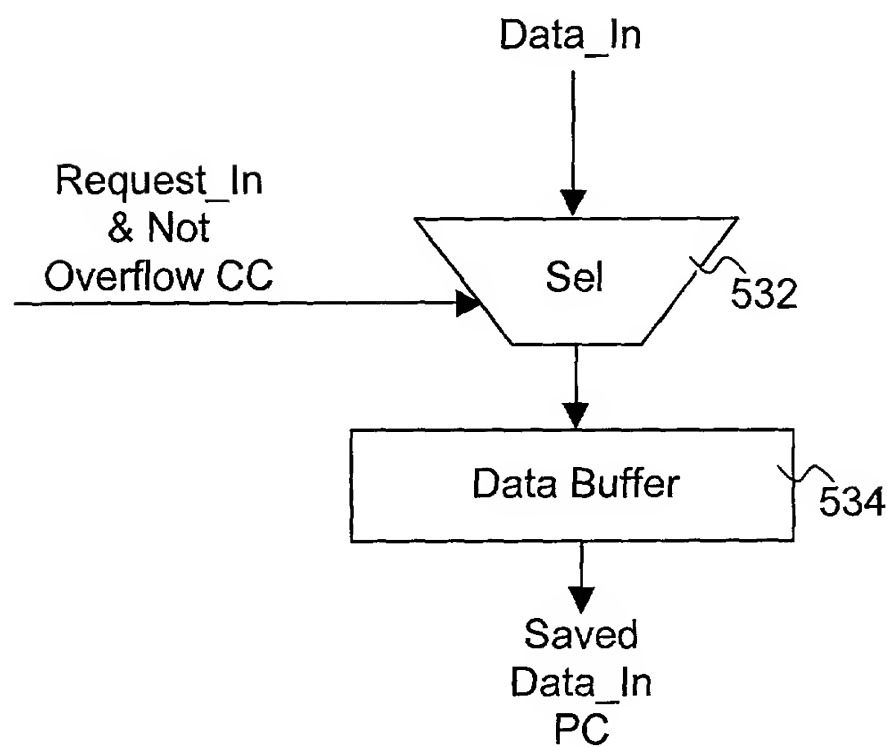 Data_In
Request_In
& Not
Overflow CC
Sel
532
Data Buffer
534
Saved
Data_In
PC